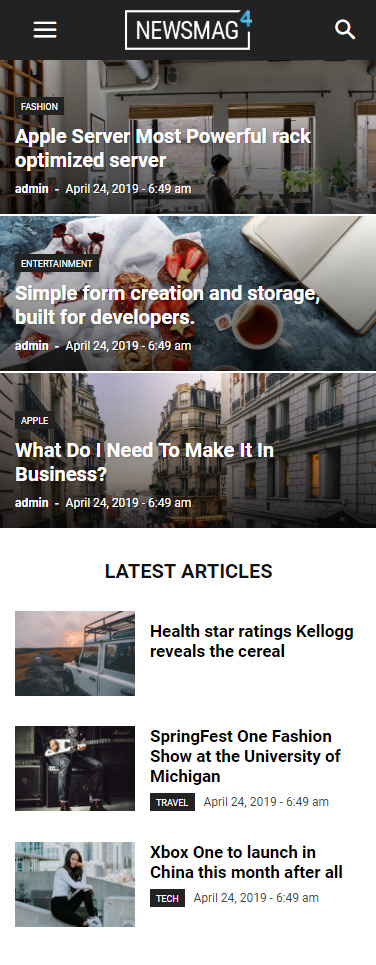 NEWSMAG 4
FASHION
Apple Server Most Powerful rack
optimized server
admin - April 24, 2019 - 6:49 am
ENTERTAINMENT
Simple form creation and storage,
built for developers.
admin - April 24, 2019 - 6:49 am
APPLE
What Do I Need To Make It In
Business?
admin - April 24, 2019 - 6:49 am
LATEST ARTICLES
Health star ratings Kellogg
reveals the cereal
SpringFest One Fashion
Show at the University of
Michigan
TRAVEL April 24, 2019 - 6:49 am
Xbox One to launch in
China this month after all
TECH April 24, 2019 - 6:49 am